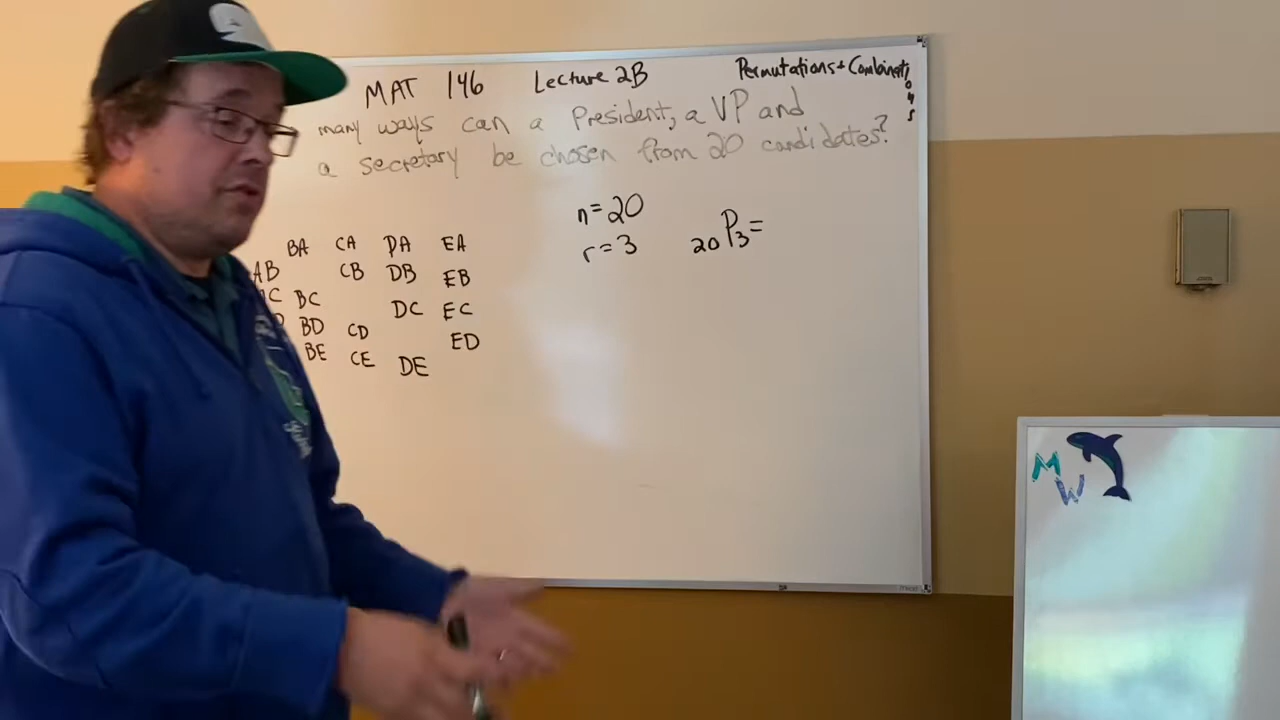 MAT 146 Lecture 2B Permutations + Combinations
many ways can a President, a VP and
a secretary be chosen from 20 candidates?
n=20
r=3 20P3=
BA CA DA EA
AB CB DB EB
C BC DC EC
D BD CD ED
BE CE DE
M
W